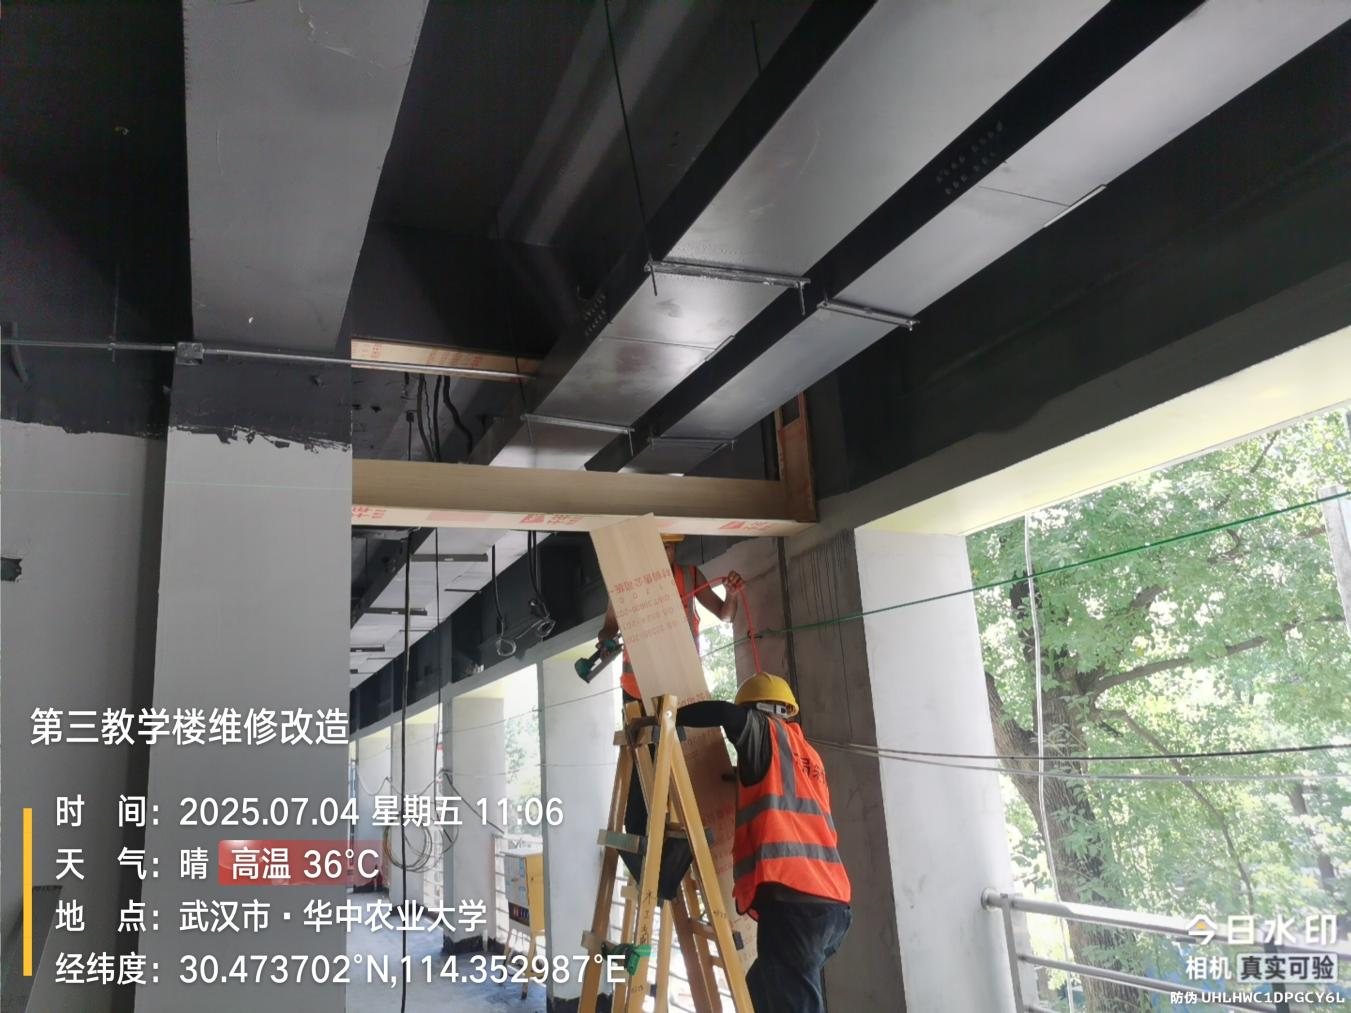 第三教学楼维修改造
时 间：2025.07.04 星期五 11:06
天 气：晴 高温 36℃
地 点：武汉市·华中农业大学
经纬度：30.473702°N,114.352987°E
今日水印
相机 真实可验
防伪 UHLHWC1DPGCY6L